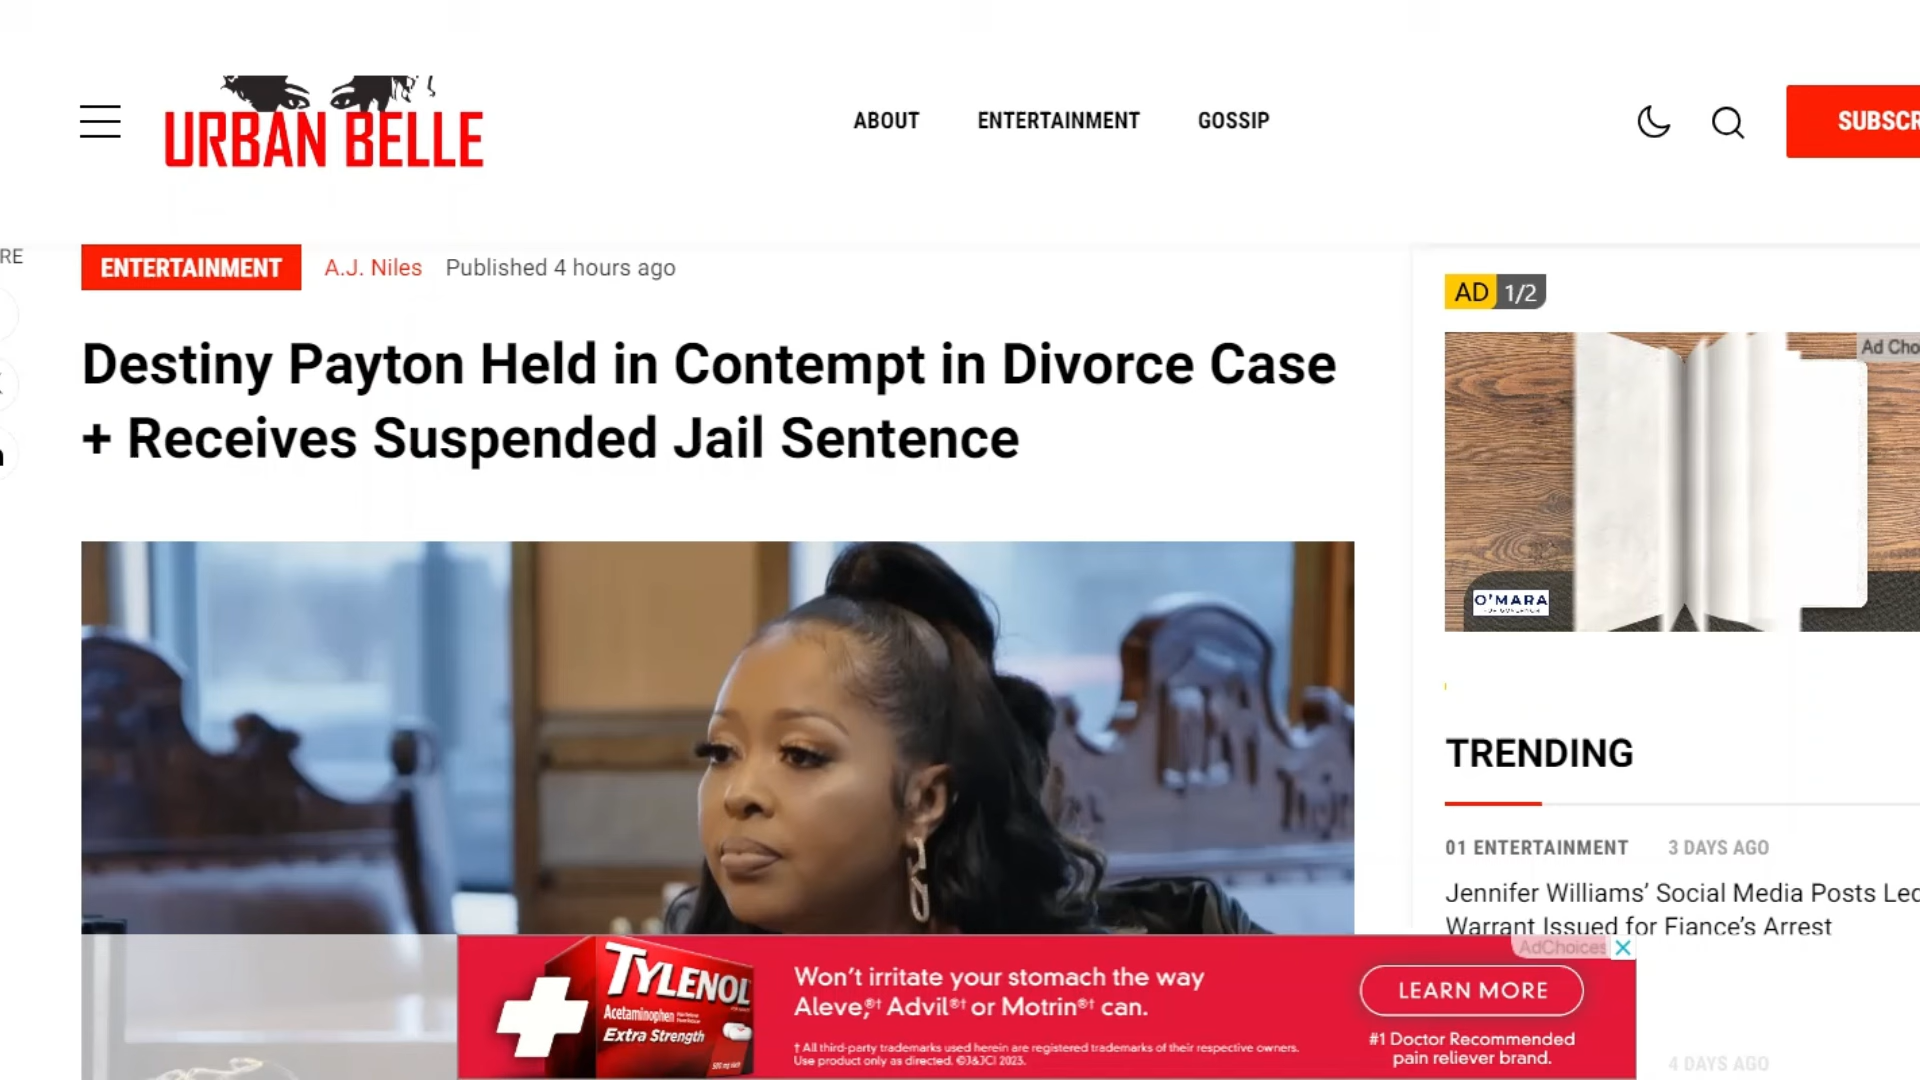 URBAN BELLE
ABOUT
ENTERTAINMENT
GOSSIP
SUBSCR
RE
ENTERTAINMENT
A.J. Niles
Published 4 hours ago
Destiny Payton Held in Contempt in Divorce Case
+ Receives Suspended Jail Sentence
AD 1/2
Ad Cho
O'MARA
FOR GOVERNOR
TRENDING
01 ENTERTAINMENT
3 DAYS AGO
Jennifer Williams' Social Media Posts Led
Warrant Issued for Fiance's Arrest
AdChoices
TYLENOL
Acetaminophen
Extra Strength
Won't irritate your stomach the way
Aleve,®† Advil®† or Motrin®† can.
† All third-party trademarks used herein are registered trademarks of their respective owners.
Use product only as directed. ©J&JCI 2023.
LEARN MORE
#1 Doctor Recommended
pain reliever brand.
4 DAYS AGO